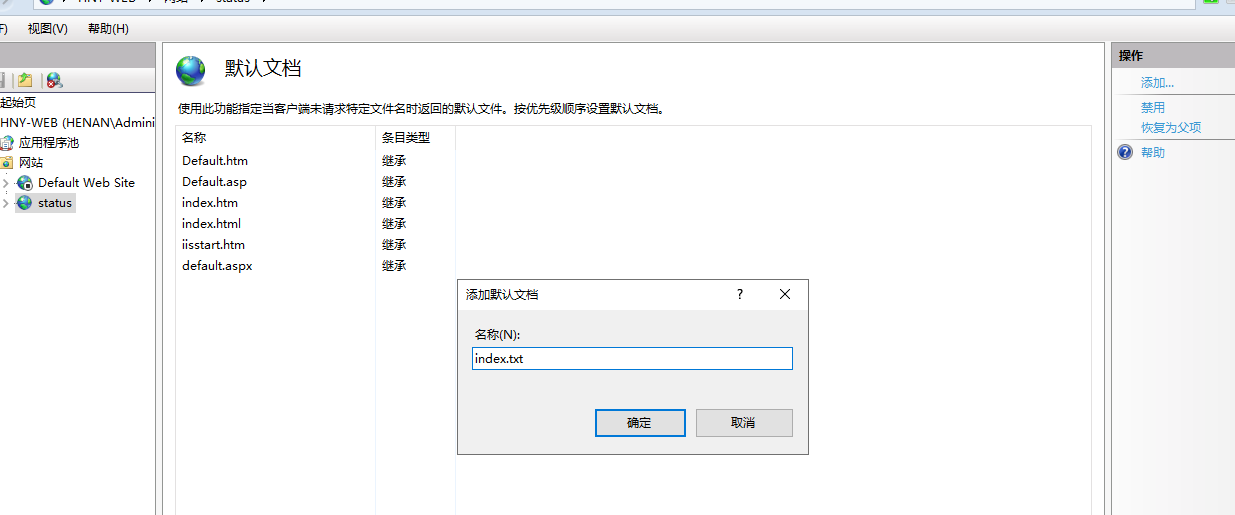 HNY-WEB 网站 status
F) 视图(V) 帮助(H)
起始页
HNY-WEB (HENAN\Admini
应用程序池
网站
Default Web Site
status
默认文档
使用此功能指定当客户端未请求特定文件名时返回的默认文件。按优先级顺序设置默认文档。
名称 条目类型
Default.htm 继承
Default.asp 继承
index.htm 继承
index.html 继承
iisstart.htm 继承
default.aspx 继承
添加默认文档 ?
名称(N):
index.txt
确定 取消
操作
添加...
禁用
恢复为父项
帮助